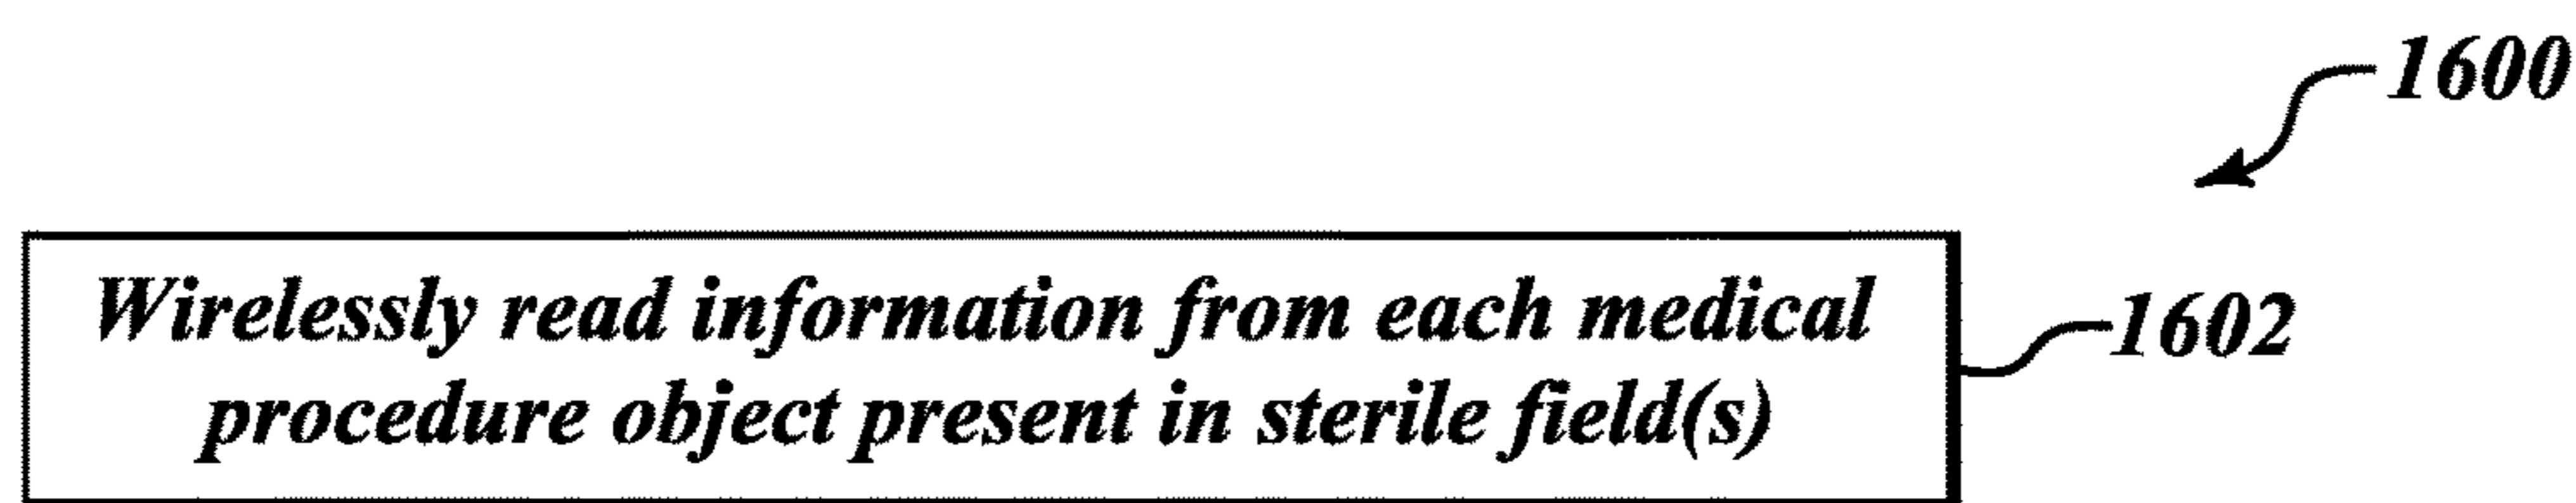 1600
Wirelessly read information from each medical
procedure object present in sterile field(s)
1602